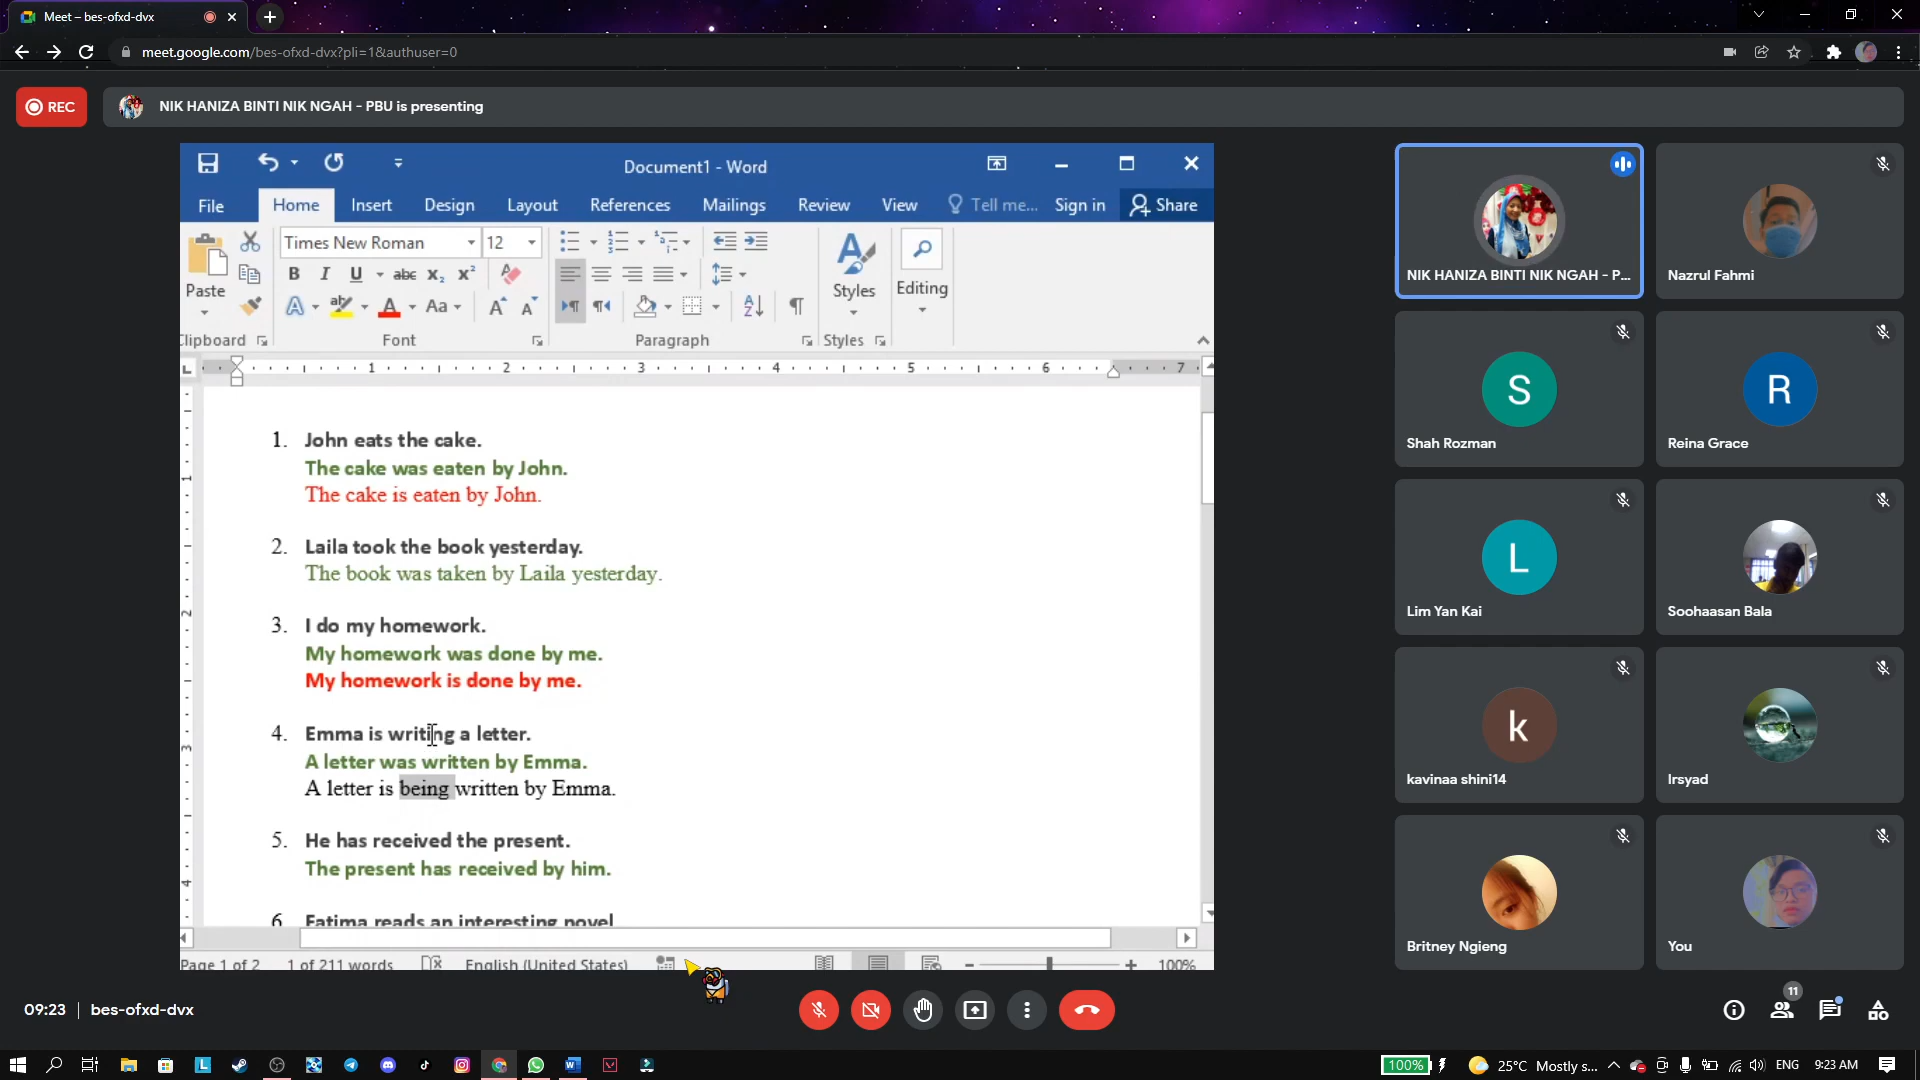 Meet – bes-ofxd-dvx
meet.google.com/bes-ofxd-dvx?pli=1&authuser=0
REC
NIK HANIZA BINTI NIK NGAH - PBU is presenting
Document1 - Word
File Home Insert Design Layout References Mailings Review View Tell me... Sign in Share
Times New Roman 12
Paste
Styles
Editing
Clipboard Font Paragraph Styles
1 2 3 4 5 6 7
1. John eats the cake.
The cake was eaten by John.
The cake is eaten by John.
2. Laila took the book yesterday.
The book was taken by Laila yesterday.
3. I do my homework.
My homework was done by me.
My homework is done by me.
4. Emma is writing a letter.
A letter was written by Emma.
A letter is being written by Emma.
5. He has received the present.
The present has received by him.
6 Fatima reads an interesting novel
Page 1 of 2 1 of 211 words English (United States) 100%
NIK HANIZA BINTI NIK NGAH - P...
Nazrul Fahmi
S
Shah Rozman
R
Reina Grace
L
Lim Yan Kai
Soohaasan Bala
k
kavinaa shini14
Irsyad
Britney Ngieng
You
09:23 bes-ofxd-dvx
11
100% 25°C Mostly s... ENG 9:23 AM